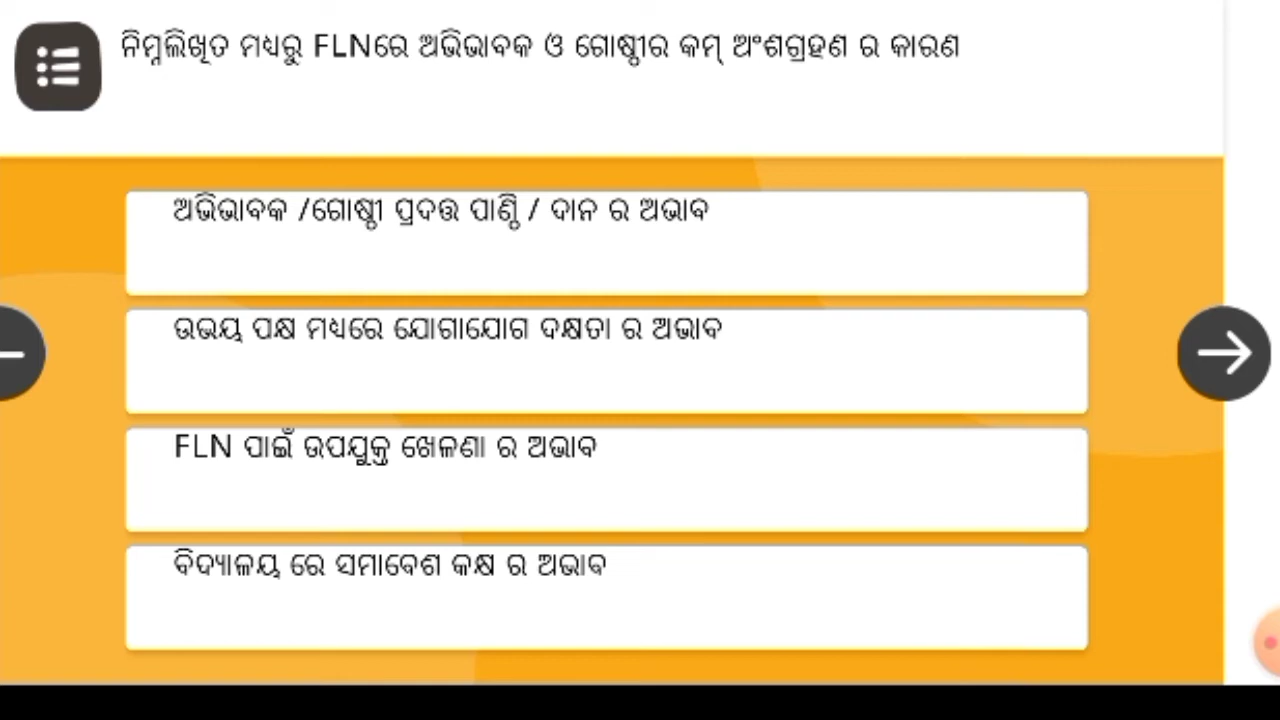 ନିମ୍ନଲିଖିତ ମଧ୍ୟରୁ FLNରେ ଅଭିଭାବକ ଓ ଗୋଷ୍ଠୀର କମ୍ ଅଂଶଗ୍ରହଣ ର କାରଣ
ଅଭିଭାବକ /ଗୋଷ୍ଠୀ ପ୍ରଦତ୍ତ ପାଣ୍ଠି / ଦାନ ର ଅଭାବ
ଉଭୟ ପକ୍ଷ ମଧ୍ୟରେ ଯୋଗାଯୋଗ ଦକ୍ଷତା ର ଅଭାବ
FLN ପାଇଁ ଉପଯୁକ୍ତ ଖେଳଣା ର ଅଭାବ
ବିଦ୍ୟାଳୟ ରେ ସମାବେଶ କକ୍ଷ ର ଅଭାବ